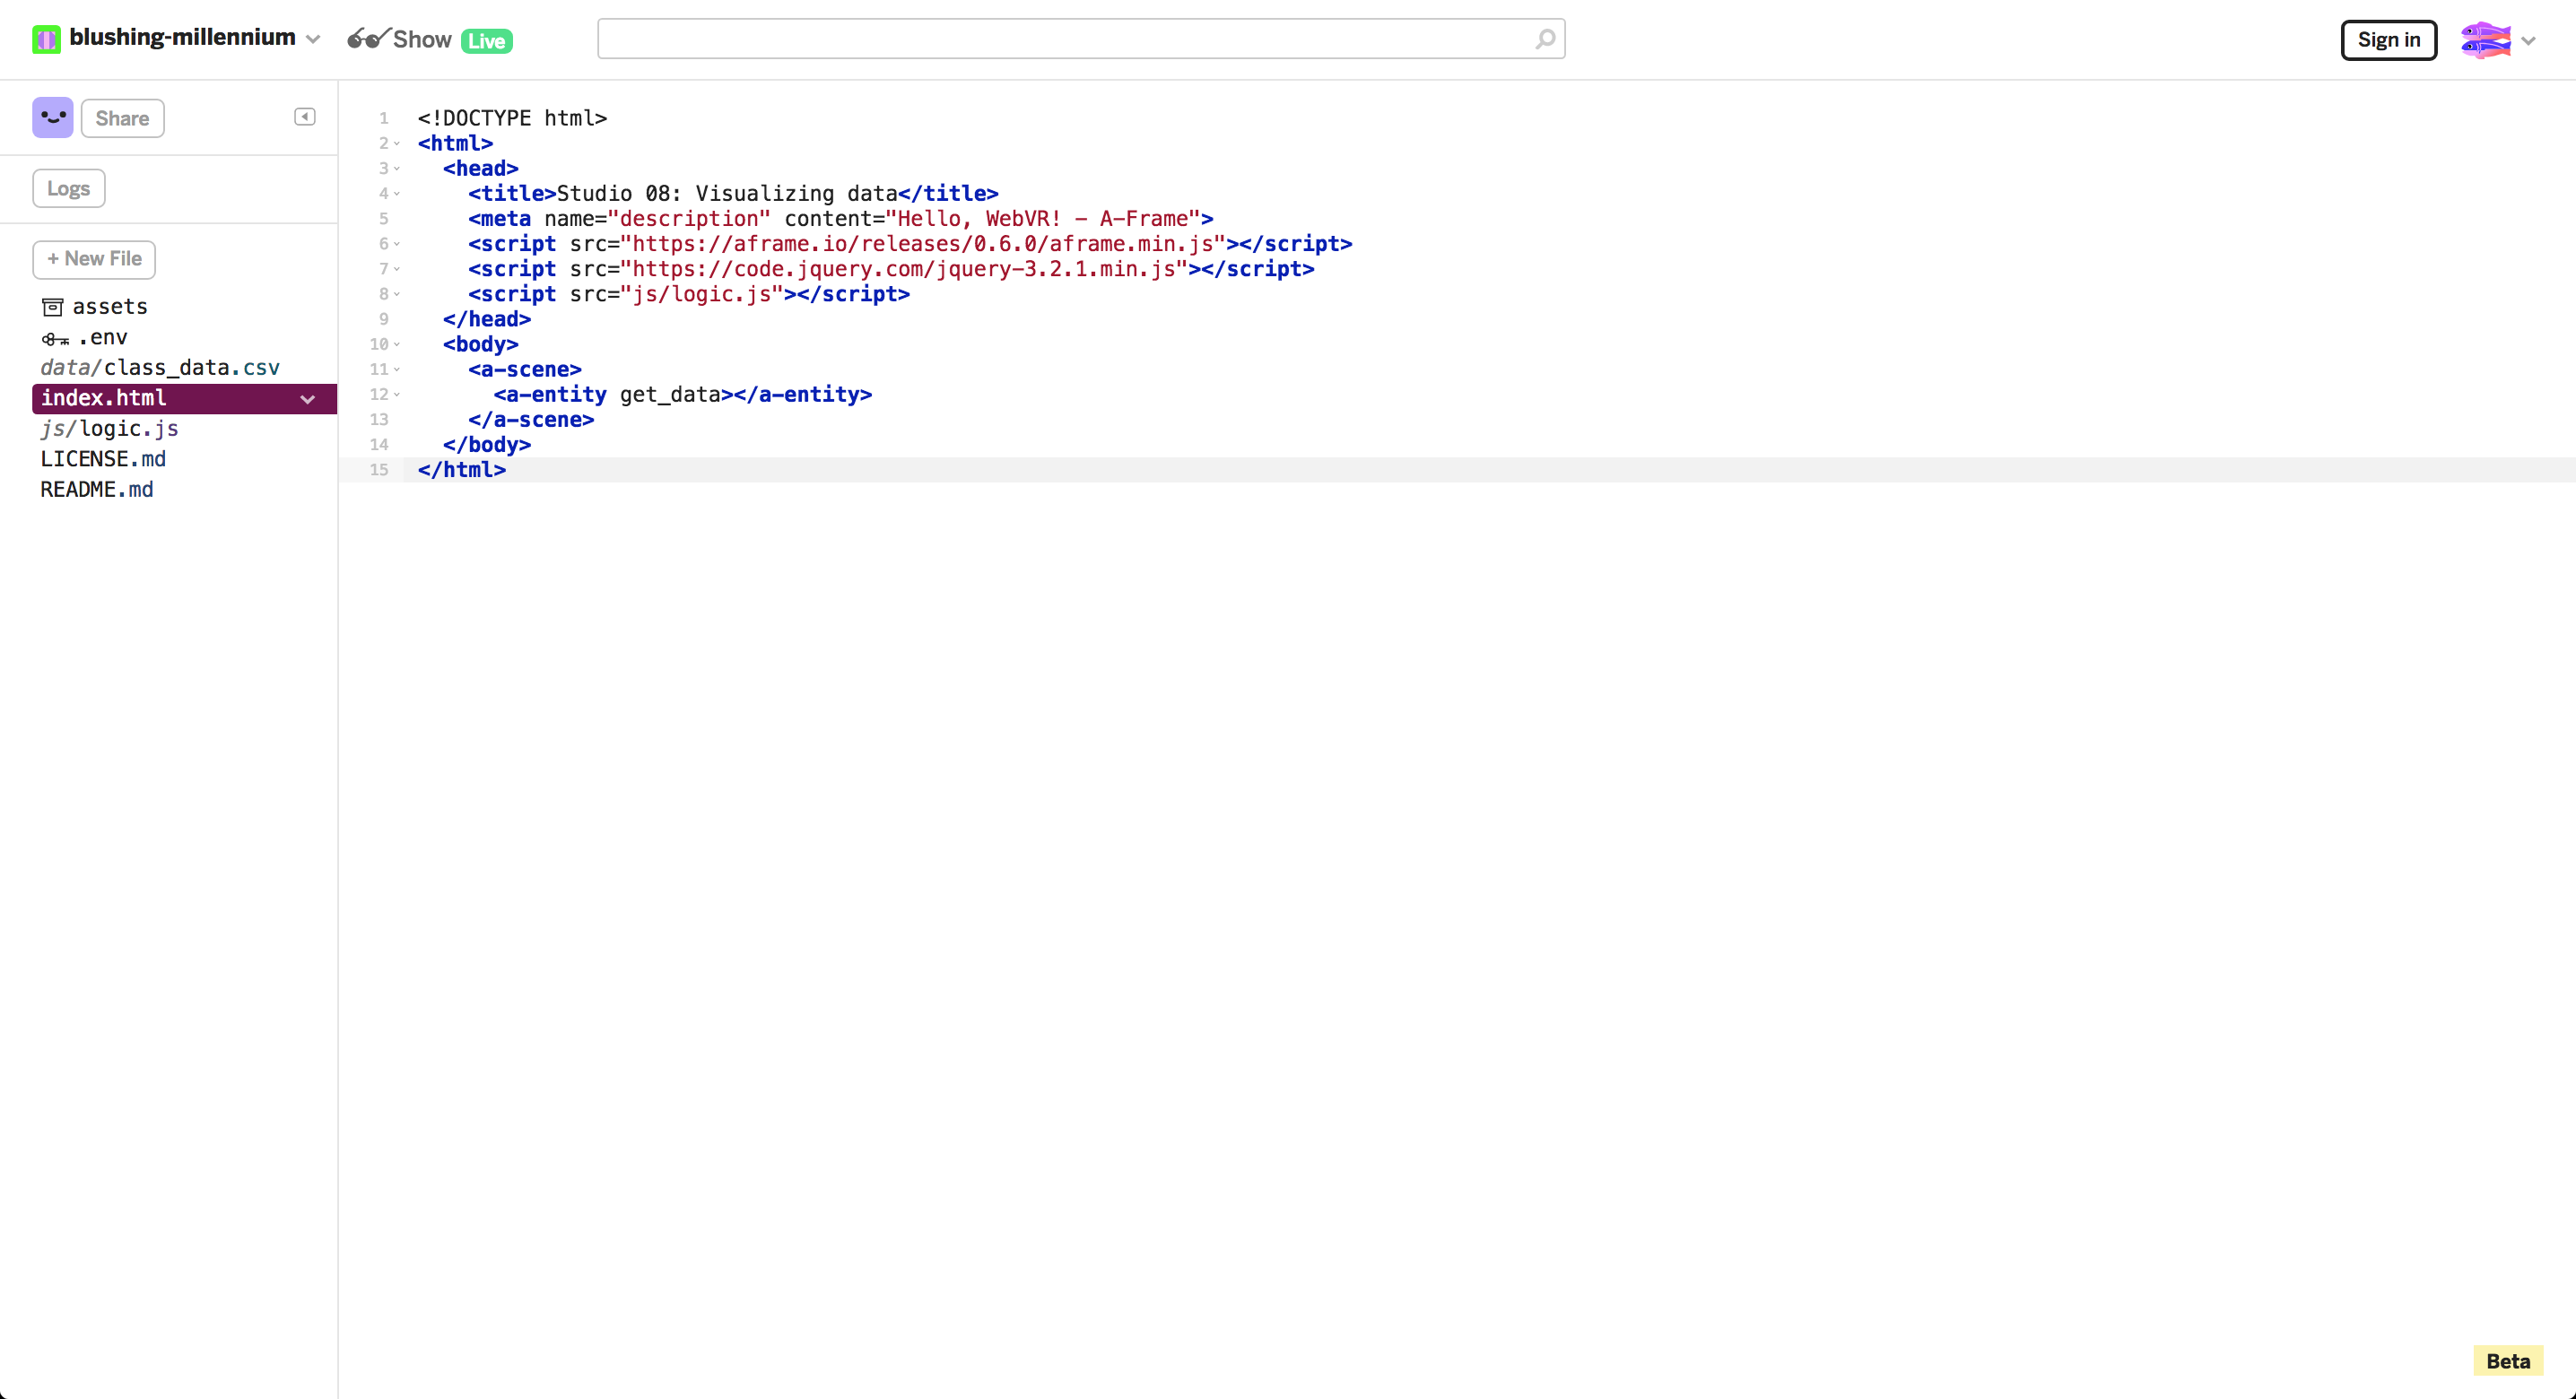 blushing-millennium Show Live Sign in
Share
Logs
+ New File
assets
.env
data/class_data.csv
index.html
js/logic.js
LICENSE.md
README.md
1 <!DOCTYPE html>
2 <html>
3   <head>
4     <title>Studio 08: Visualizing data</title>
5     <meta name="description" content="Hello, WebVR! - A-Frame">
6     <script src="https://aframe.io/releases/0.6.0/aframe.min.js"></script>
7     <script src="https://code.jquery.com/jquery-3.2.1.min.js"></script>
8     <script src="js/logic.js"></script>
9   </head>
10   <body>
11     <a-scene>
12       <a-entity get_data></a-entity>
13     </a-scene>
14   </body>
15 </html>
Beta